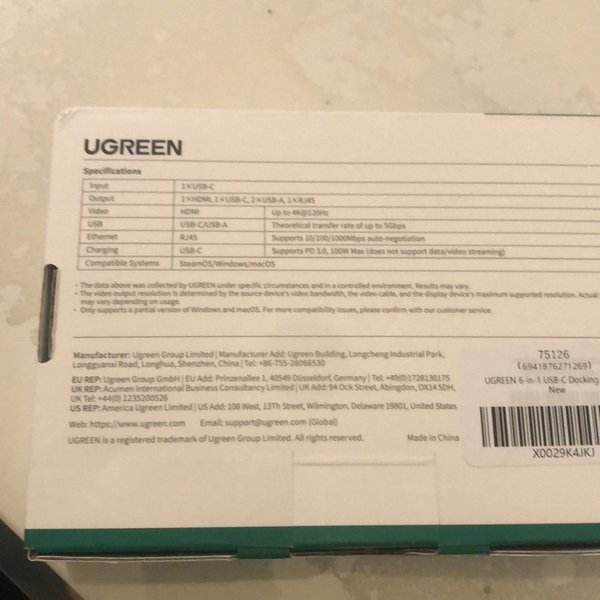 UGREEN
Specifications
Input 1×USB-C
Output 1×HDMI, 1×USB-C, 2×USB-A, 1×RJ45
Video HDMI Up to 4K@120Hz
USB USB-C/USB-A Theoretical transfer rate of up to 5Gbps
Ethernet RJ45 Supports 10/100/1000Mbps auto-negotiation
Charging USB-C Supports PD 3.0, 100W Max (does not support data/video streaming)
Compatible Systems SteamOS/Windows/macOS
• The data above was collected by UGREEN under specific circumstances and in a controlled environment. Results may vary.
• The video output resolution is determined by the source device's video bandwidth, the video cable, and the display device's maximum supported resolution. Actual
may vary depending on usage.
• Only supports a partial version of Windows and macOS. For more compatibility issues, please confirm with our customer service.
Manufacturer: Ugreen Group Limited | Manufacturer Add: Ugreen Building, Longcheng Industrial Park,
Longguanxi Road, Longhua, Shenzhen, China | Tel: +86-755-28066530
EU REP: Ugreen Group GmbH | EU Add: Prinzenallee 1, 40549 Düsseldorf, Germany | Tel: +49(0)1728130175
UK REP: Acumen International Business Consultancy Limited | UK Add: 94 Ock Street, Abingdon, OX14 5DH,
UK Tel: +44(0) 1235200526
US REP: America Ugreen Limited | US Add: 108 West, 13Th Street, Wilmington, Delaware 19801, United States
Web: https://www.ugreen.com Email: support@ugreen.com (Global)
UGREEN is a registered trademark of Ugreen Group Limited. All rights reserved. Made in China
75126
(6941876271269)
UGREEN 6-in-1 USB-C Docking
New
X0029K4JKJ